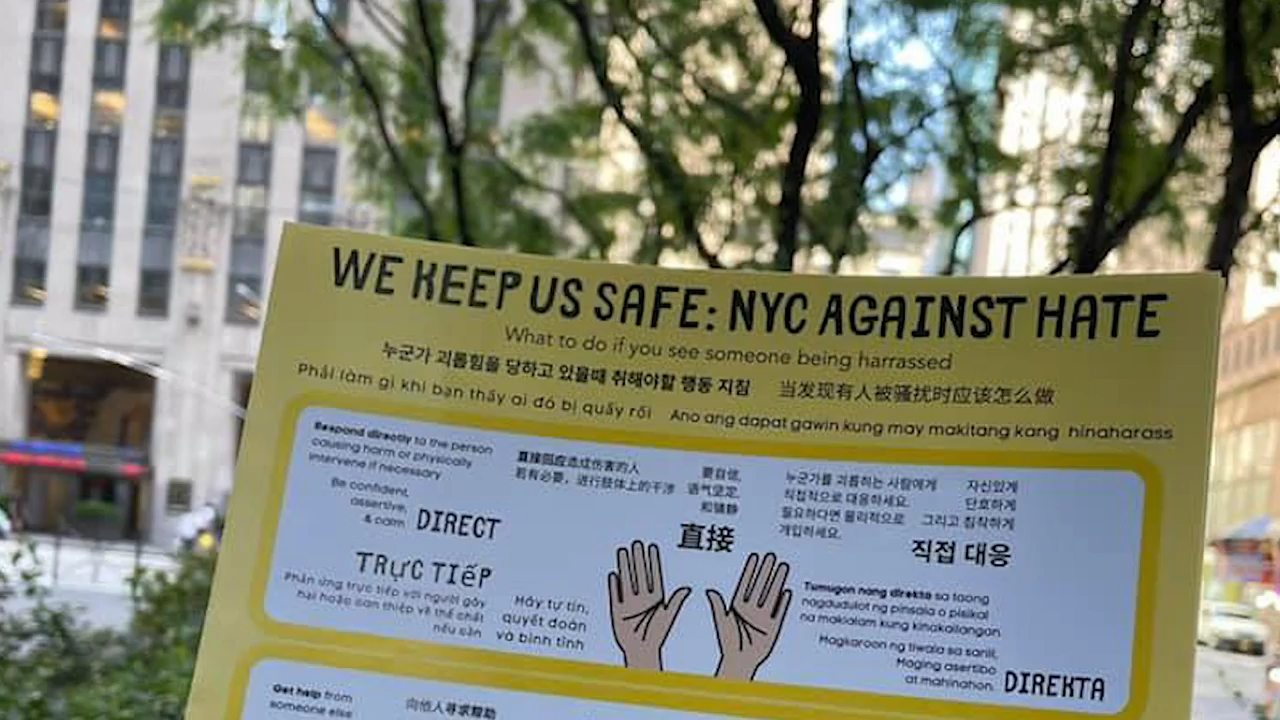 WE KEEP US SAFE: NYC AGAINST HATE
What to do if you see someone being harrassed
누군가 괴롭힘을 당하고 있을때 취해야할 행동 지침
当发现有人被骚扰时应该怎么做
Phải làm gì khi bạn thấy ai đó bị quấy rối
Ano ang dapat gawin kung may makitang kang hinaharass
Respond directly to the person
causing harm or physically
intervene if necessary
Be confident,
assertive,
& calm
DIRECT
直接回应造成伤害的人
若有必要，进行肢体上的干涉
要自信,
语气坚定,
和镇静
直接
누군가를 괴롭히는 사람에게
직접적으로 대응하세요.
필요하다면 물리적으로
개입하세요.
자신있게
단호하게
그리고 침착하게
직접 대응
TRỰC TIẾP
Phản ứng trực tiếp với người gây
hại hoặc can thiệp về thể chất
nếu cần
Hãy tự tin,
quyết đoán
và bình tĩnh
Tumugon nang direkta sa taong
nagdudulot ng pinsala o pisikal
na makialam kung kinakailangan
Magkaroon ng tiwala sa sarili,
Maging asertibo
at mahinahon.
DIREKTA
Get help from
someone else
向他人寻求帮助